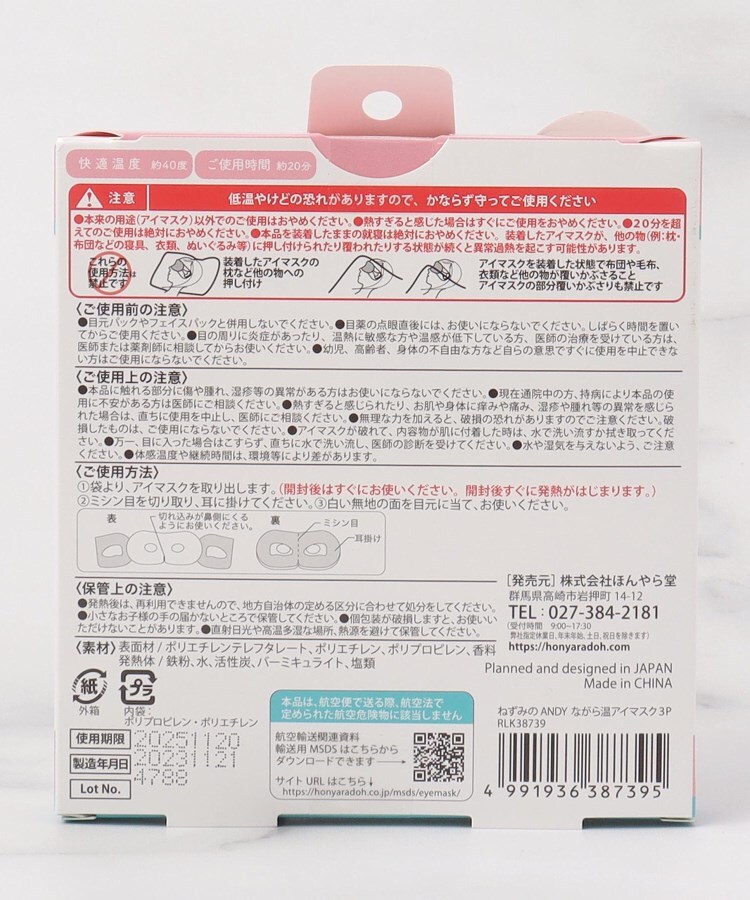 快適温度 約40度
ご使用時間 約20分
注意
低温やけどの恐れがありますので、かならず守ってご使用ください
●本来の用途(アイマスク)以外でのご使用はおやめください。●熱すぎると感じた場合はすぐにご使用をおやめください。●20分を超
えてのご使用は絶対におやめください。●本品を装着したままの就寝は絶対におやめください。装着したアイマスクが、他の物(例:枕・
布団などの寝具、衣類、ぬいぐるみ等)に押し付けられたり覆われたりする状態が続くと異常過熱を起こす可能性があります。
これらの
使用方法は
禁止です
装着したアイマスクの
枕など他の物への
押し付け
アイマスクを装着した状態で布団や毛布、
衣類など他の物が覆いかぶさること
アイマスクの部分覆いかぶさりも禁止です
〈ご使用前の注意〉
●目元パックやフェイスパックと併用しないでください。●目薬の点眼直後には、お使いにならないでください。しばらく時間を置い
てからご使用ください。●目の周りに炎症があったり、温熱に敏感な方や温感が低下している方、医師の治療を受けている方は、
医師または薬剤師に相談してからお使いください。●幼児、高齢者、身体の不自由な方など自らの意思ですぐに使用を中止できな
い方はご使用にならないでください。
〈ご使用上の注意〉
●本品に触れる部分に傷や腫れ、湿疹等の異常がある方はお使いにならないでください。●現在通院中の方、持病により本品の使
用に不安がある方は医師にご相談ください。●熱すぎると感じられたり、お肌や身体に痒みや痛み、湿疹や腫れ等の異常を感じら
れた場合は、直ちに使用を中止し、医師にご相談ください。●無理な力を加えると、破損の恐れがありますのでご注意ください。破
損したものは、ご使用にならないでください。●アイマスクが破れて、内容物が肌に付着した時は、水で洗い流すか拭き取ってくだ
さい。●万一、目に入った場合はこすらず、直ちに水で洗い流し、医師の診断を受けてください。●水や湿気を与えないよう、ご注意
ください。●体感温度や継続時間は、環境等により差があります。
〈ご使用方法〉
①袋より、アイマスクを取り出します。(開封後はすぐにお使いください。開封後すぐに発熱がはじまります。)
②ミシン目を切り取り、耳に掛けてください。③白い無地の面を目元に当て、お使いください。
表
切れ込みが鼻側にくる
ようにお使いください。
裏
ミシン目
耳掛け
〈保管上の注意〉
●発熱後は、再利用できませんので、地方自治体の定める区分に合わせて処分をしてください。
●小さなお子様の手の届かないところで保管してください。●個包装が破損しますと、お使いい
ただけないことがあります。●直射日光や高温多湿な場所、熱源を避けて保管してください。
〈素材〉表面材/ポリエチレンテレフタレート、ポリエチレン、ポリプロピレン、香料
発熱体/鉄粉、水、活性炭、バーミキュライト、塩類
[発売元] 株式会社ほんやら堂
群馬県高崎市岩押町 14-12
TEL:027-384-2181
(受付時間 9:00~17:30
弊社指定休業日、年末年始、土日、祝日を除きます)
https://honyaradoh.com
Planned and designed in JAPAN
Made in CHINA
紙
外箱
プラ
内袋:
ポリプロピレン・ポリエチレン
使用期限
20251120
製造年月日
20231121
Lot No.
4788
本品は、航空便で送る際、航空法で
定められた航空危険物に該当しません
航空輸送関連資料
輸送用 MSDS はこちらから
ダウンロードできます
サイト URL はこちら↓
https://honyaradoh.co.jp/msds/eyemask/
ねずみの ANDY ながら温アイマスク3P
RLK38739
4 991936 387395